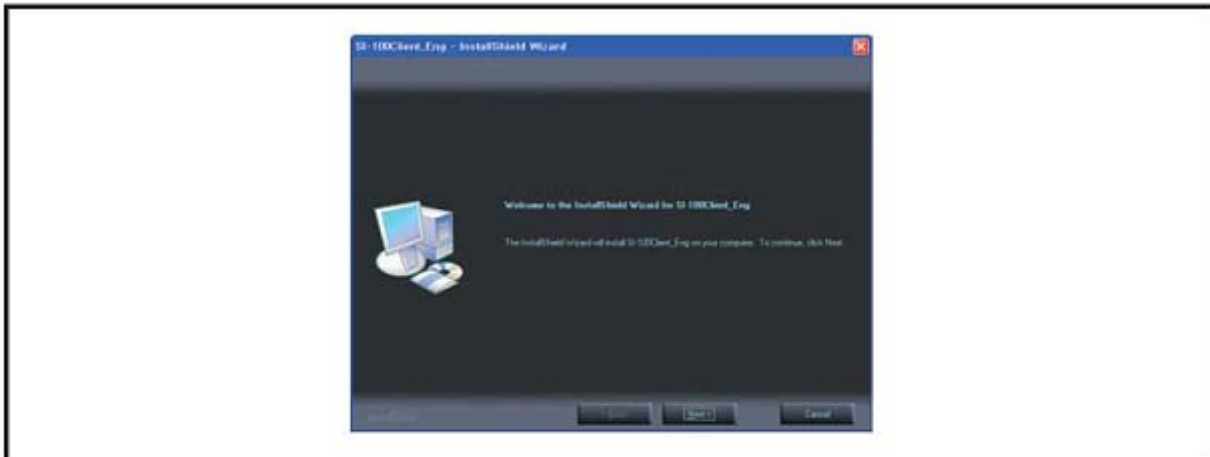 SI-100Client_Eng - InstallShield Wizard
Welcome to the InstallShield Wizard for SI-100Client_Eng
The InstallShield Wizard will install SI-100Client_Eng on your computer. To continue, click Next.
Next >
Cancel